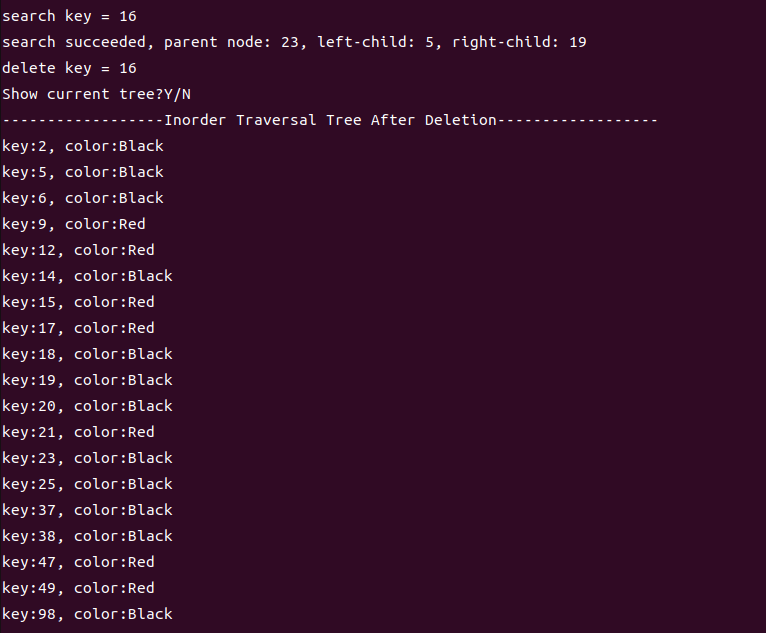 search key = 16
search succeeded, parent node: 23, left-child: 5, right-child: 19
delete key = 16
Show current tree?Y/N
------------------Inorder Traversal Tree After Deletion------------------
key:2, color:Black
key:5, color:Black
key:6, color:Black
key:9, color:Red
key:12, color:Red
key:14, color:Black
key:15, color:Red
key:17, color:Red
key:18, color:Black
key:19, color:Black
key:20, color:Black
key:21, color:Red
key:23, color:Black
key:25, color:Black
key:37, color:Black
key:38, color:Black
key:47, color:Red
key:49, color:Red
key:98, color:Black